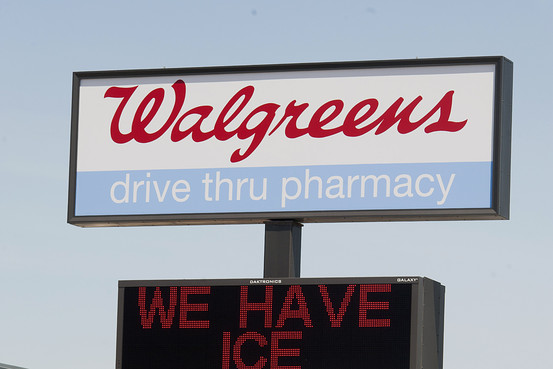 Walgreens
drive thru pharmacy
DAKTRONICS GALAXY
WE HAVE
ICE